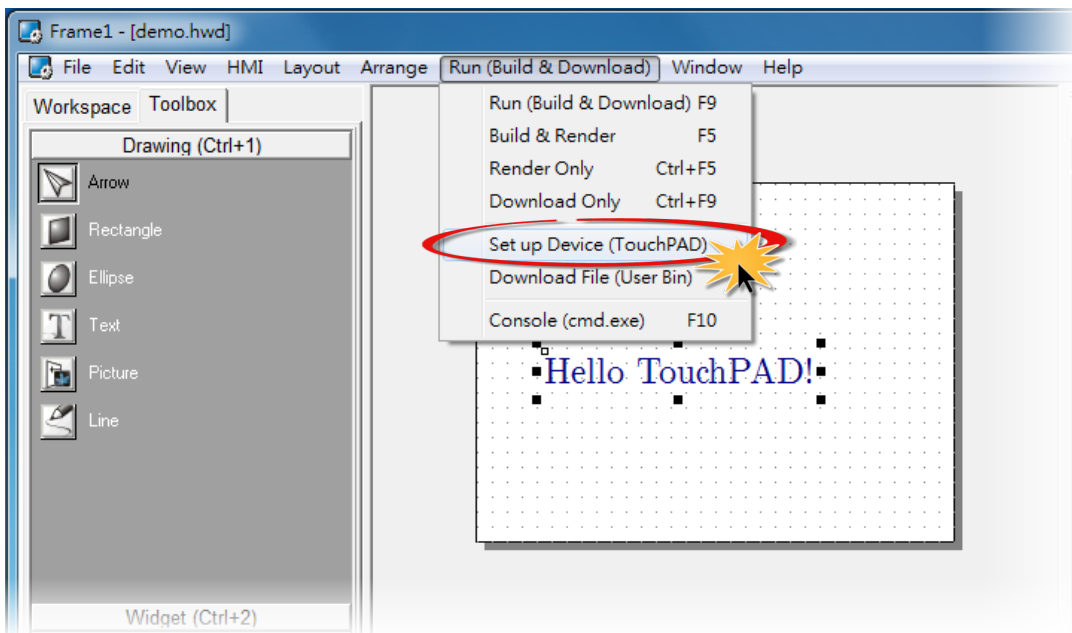 Frame1 - [demo.hwd]
File Edit View HMI Layout Arrange Run (Build & Download) Window Help
Workspace Toolbox
Drawing (Ctrl+1)
Arrow
Rectangle
Ellipse
Text
Picture
Line
Widget (Ctrl+2)
Run (Build & Download) F9
Build & Render F5
Render Only Ctrl+F5
Download Only Ctrl+F9
Set up Device (TouchPAD)
Download File (User Bin)
Console (cmd.exe) F10
Hello TouchPAD!